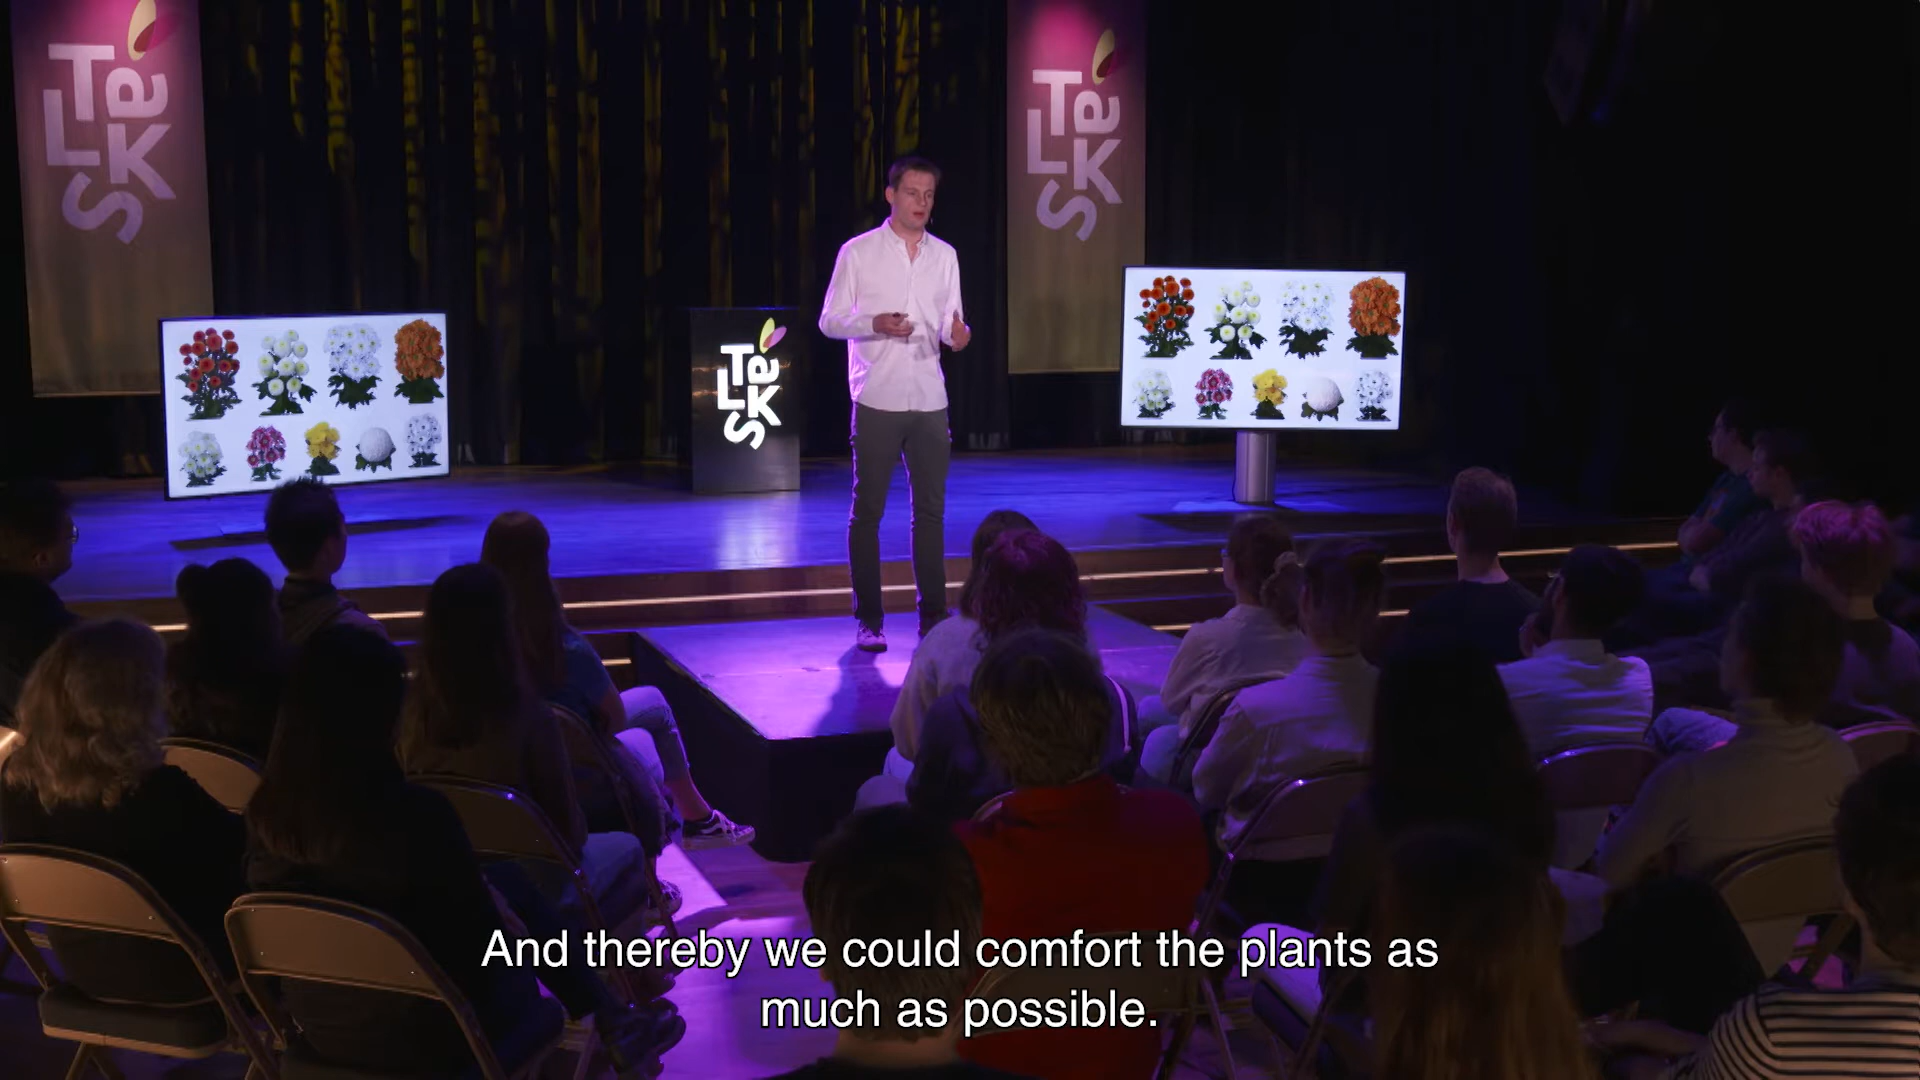 Talks
Talks
Talks
And thereby we could comfort the plants as
much as possible.